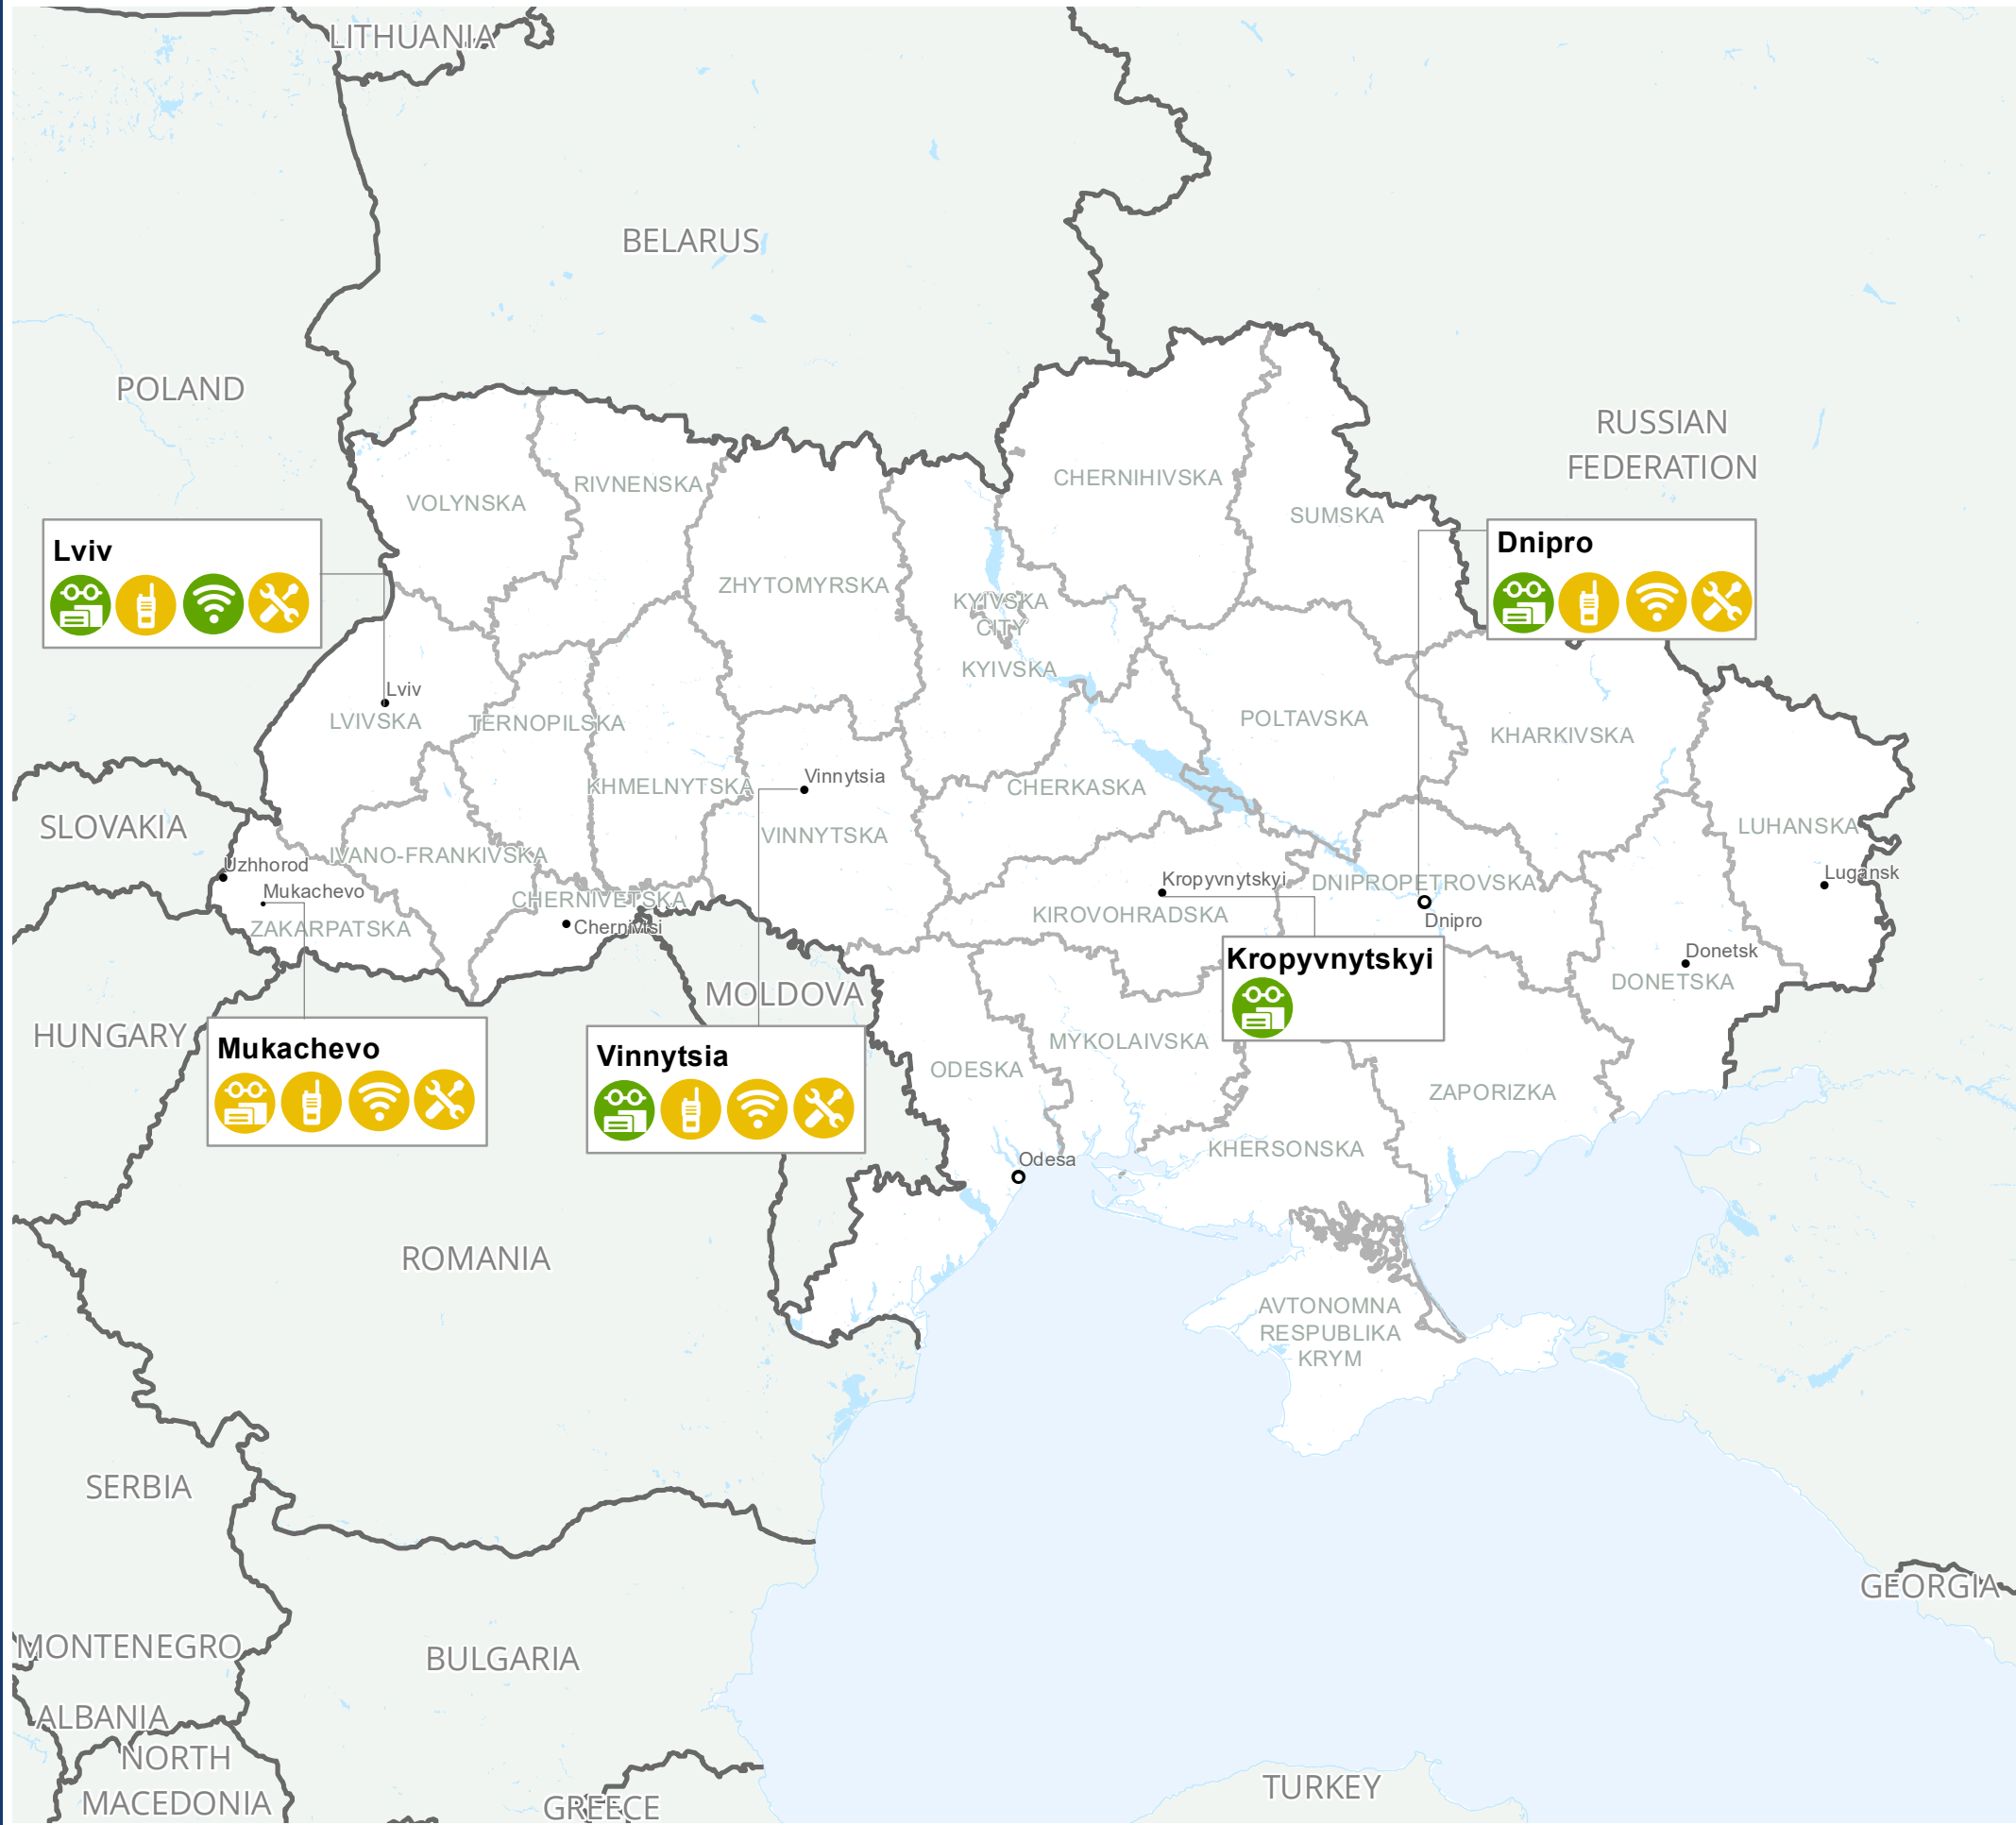 LITHUANIA
BELARUS
POLAND
RUSSIAN
FEDERATION
CHERNIHIVSKA
RIVNENSKA
VOLYNSKA
SUMSKA
Lviv
Dnipro
ZHYTOMYRSKA
KYIVSKA
CITY
KYIVSKA
Lviv
LVIVSKA
TERNOPILSKA
POLTAVSKA
KHARKIVSKA
Vinnytsia
KHMELNYTSKA
CHERKASKA
SLOVAKIA
VINNYTSKA
LUHANSKA
IVANO-FRANKIVSKA
Uzhhorod
Mukachevo
Lugansk
Kropyvnytskyi
DNIPROPETROVSKA
CHERNIVETSKA
KIROVOHRADSKA
Dnipro
ZAKARPATSKA
Chernivtsi
Donetsk
Kropyvnytskyi
DONETSKA
MOLDOVA
HUNGARY
Mukachevo
Vinnytsia
MYKOLAIVSKA
ODESKA
ZAPORIZKA
KHERSONSKA
Odesa
ROMANIA
AVTONOMNA
RESPUBLIKA
KRYM
SERBIA
GEORGIA
MONTENEGRO
BULGARIA
ALBANIA
NORTH
MACEDONIA
TURKEY
GREECE